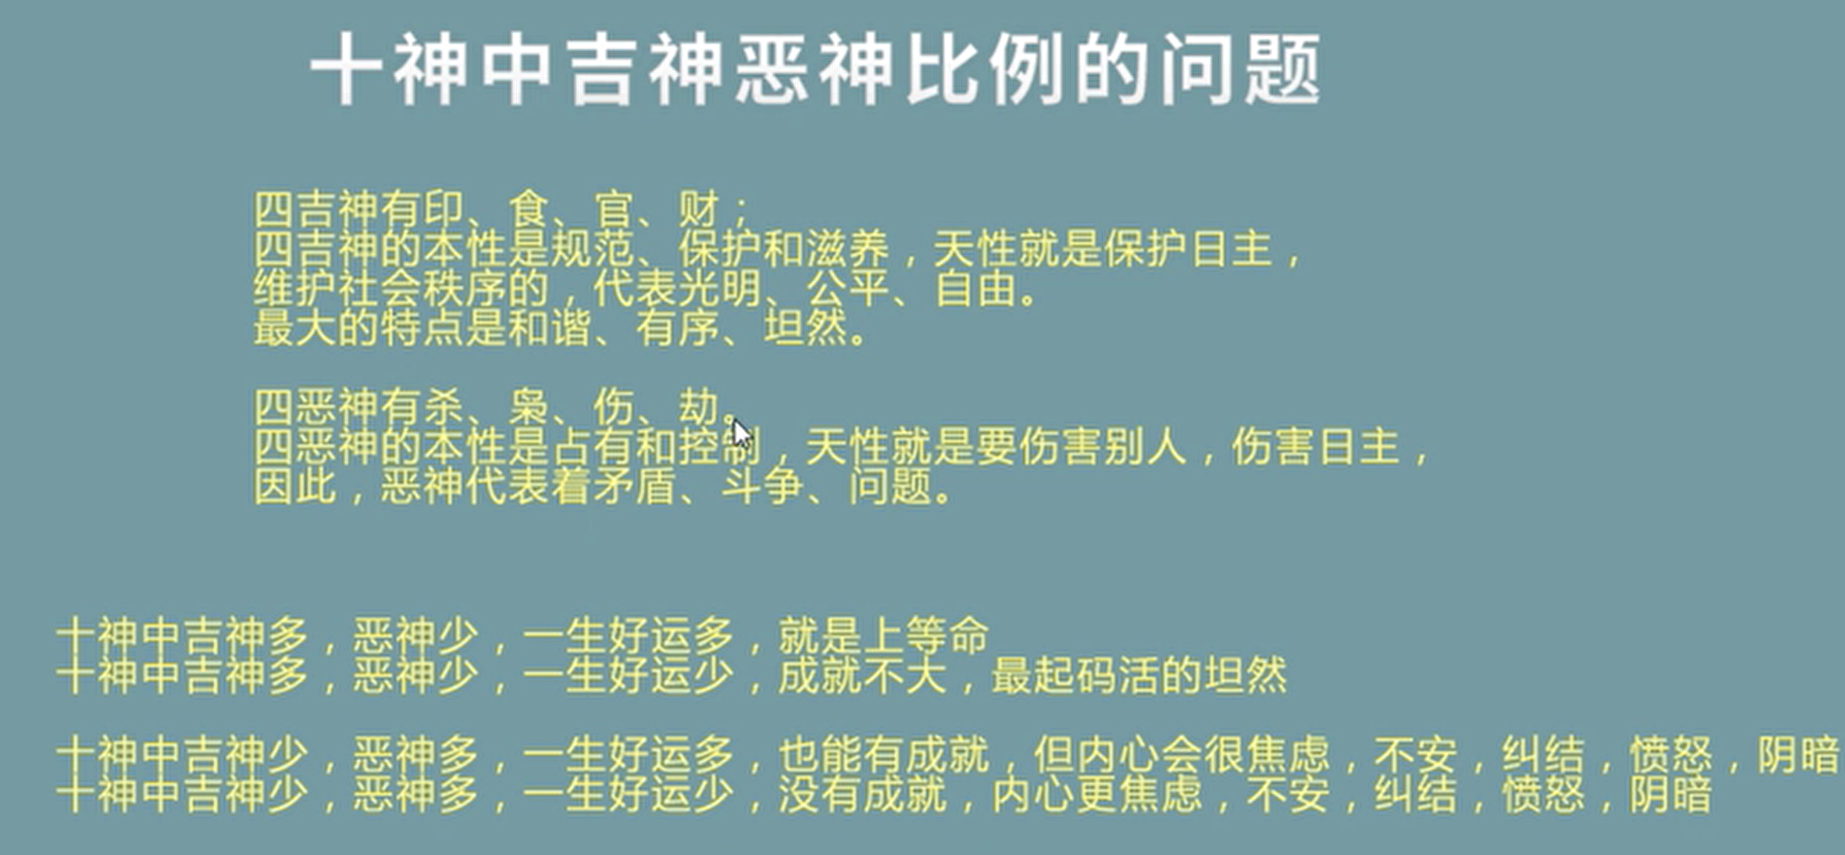 十神中吉神恶神比例的问题
四吉神有印、食、官、财；
四吉神的本性是规范、保护和滋养，天性就是保护日主，
维护社会秩序的，代表光明、公平、自由。
最大的特点是和谐、有序、坦然。
四恶神有杀、枭、伤、劫。
四恶神的本性是占有和控制，天性就是要伤害别人，伤害日主，
因此，恶神代表着矛盾、斗争、问题。
十神中吉神多，恶神少，一生好运多，就是上等命
十神中吉神多，恶神少，一生好运少，成就不大，最起码活的坦然
十神中吉神少，恶神多，一生好运多，也能有成就，但内心会很焦虑，不安，纠结，愤怒，阴暗
十神中吉神少，恶神多，一生好运少，没有成就，内心更焦虑，不安，纠结，愤怒，阴暗